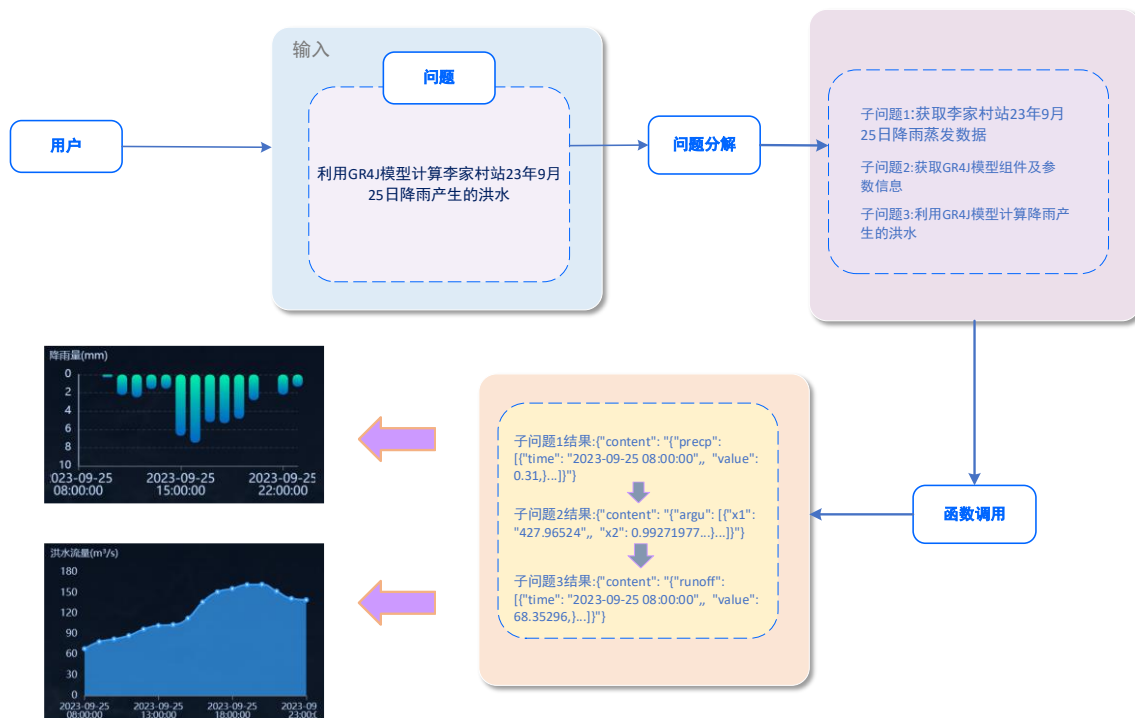 输入
问题
用户
利用GR4J模型计算李家村站23年9月
25日降雨产生的洪水
问题分解
子问题1:获取李家村站23年9月
25日降雨蒸发数据
子问题2:获取GR4J模型组件及参
数信息
子问题3:利用GR4J模型计算降雨产
生的洪水
函数调用
子问题1结果:{"content": "{"precp":
[{"time": "2023-09-25 08:00:00",, "value":
0.31,}...]}"}
子问题2结果:{"content": "{"argu": [{"x1":
"427.96524",, "x2": 0.99271977...}...]}"}
子问题3结果:{"content": "{"runoff":
[{"time": "2023-09-25 08:00:00",, "value":
68.35296,}...]}"}
降雨量(mm)
0
2
4
6
8
10
2023-09-25 2023-09-25 2023-09-25
08:00:00 15:00:00 22:00:00
洪水流量(m³/s)
180
150
120
90
60
30
0
2023-09-25 2023-09-25 2023-09-25 2023-09
08:00:00 13:00:00 18:00:00 23:00: